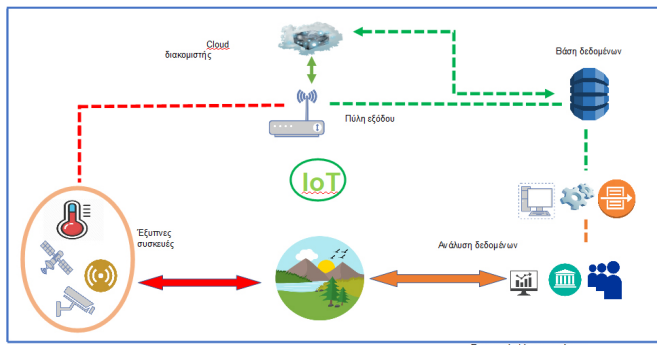 Cloud
διακομιστής
Βάση δεδομένων
Πύλη εξόδου
IoT
Έξυπνες
συσκευές
Ανάλυση δεδομένων